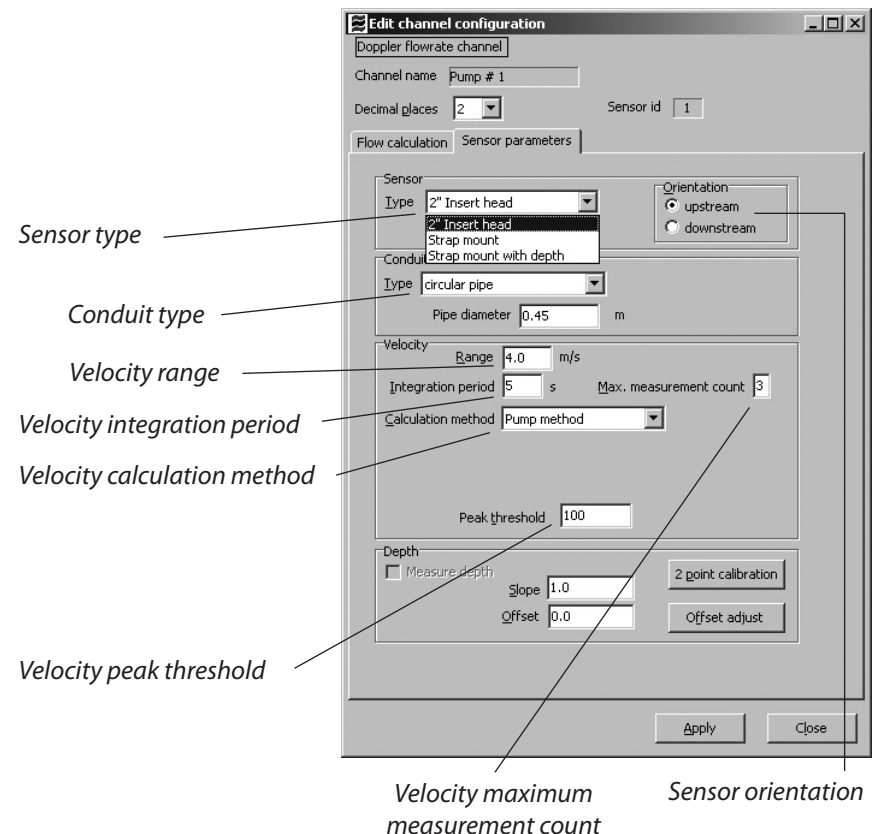 Edit channel configuration
Doppler flowrate channel
Channel name Pump # 1
Decimal places 2 Sensor id 1
Flow calculation Sensor parameters
Sensor
Orientation
Type 2" Insert head
upstream
2" Insert head
downstream
Strap mount
Strap mount with depth
Sensor type
Type circular pipe
Conduit type
Pipe diameter 0.45 m
Velocity
Range 4.0 m/s
Velocity range
Integration period 5 s Max. measurement count 3
Velocity integration period
Calculation method Pump method
Velocity calculation method
Peak threshold 100
Depth
Measure depth
2 point calibration
Slope 1.0
Offset 0.0
Offset adjust
Velocity peak threshold
Apply Close
Velocity maximum
measurement count
Sensor orientation